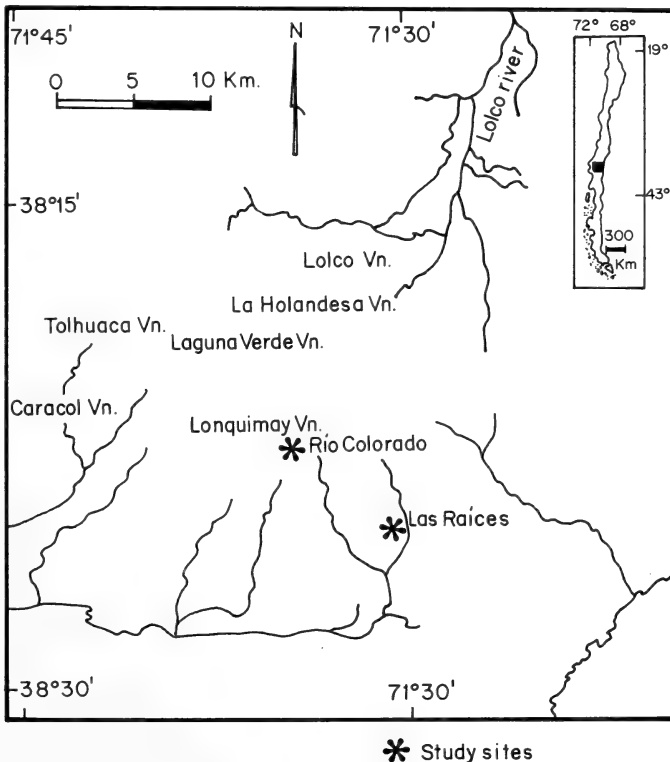 71°45'
71°30'
72° 68°
19°
0 5 10 Km.
Lolco river
38°15'
43°
300
Km
Lolco Vn.
La Holandesa Vn.
Tolhuaca Vn.
Laguna Verde Vn.
Caracol Vn.
Lonquimay Vn.
Río Colorado
Las Raíces
38°30'
71°30'
Study sites